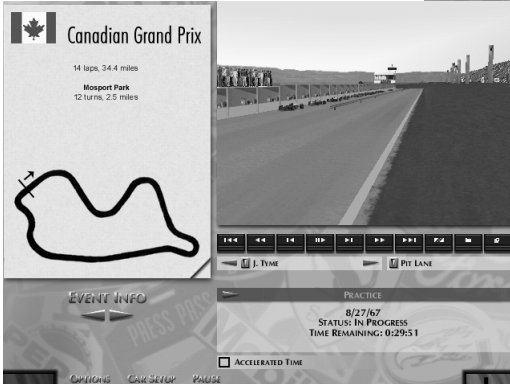 Canadian Grand Prix
14 laps, 34.4 miles
Mosport Park
12 turns, 2.5 miles
J. TYME
PIT LANE
EVENT INFO
PRACTICE
8/27/67
STATUS: IN PROGRESS
TIME REMAINING: 0:29:51
PRESS PASS
ACCELERATED TIME
OPTIONS
CAR SETUP
PAUSE